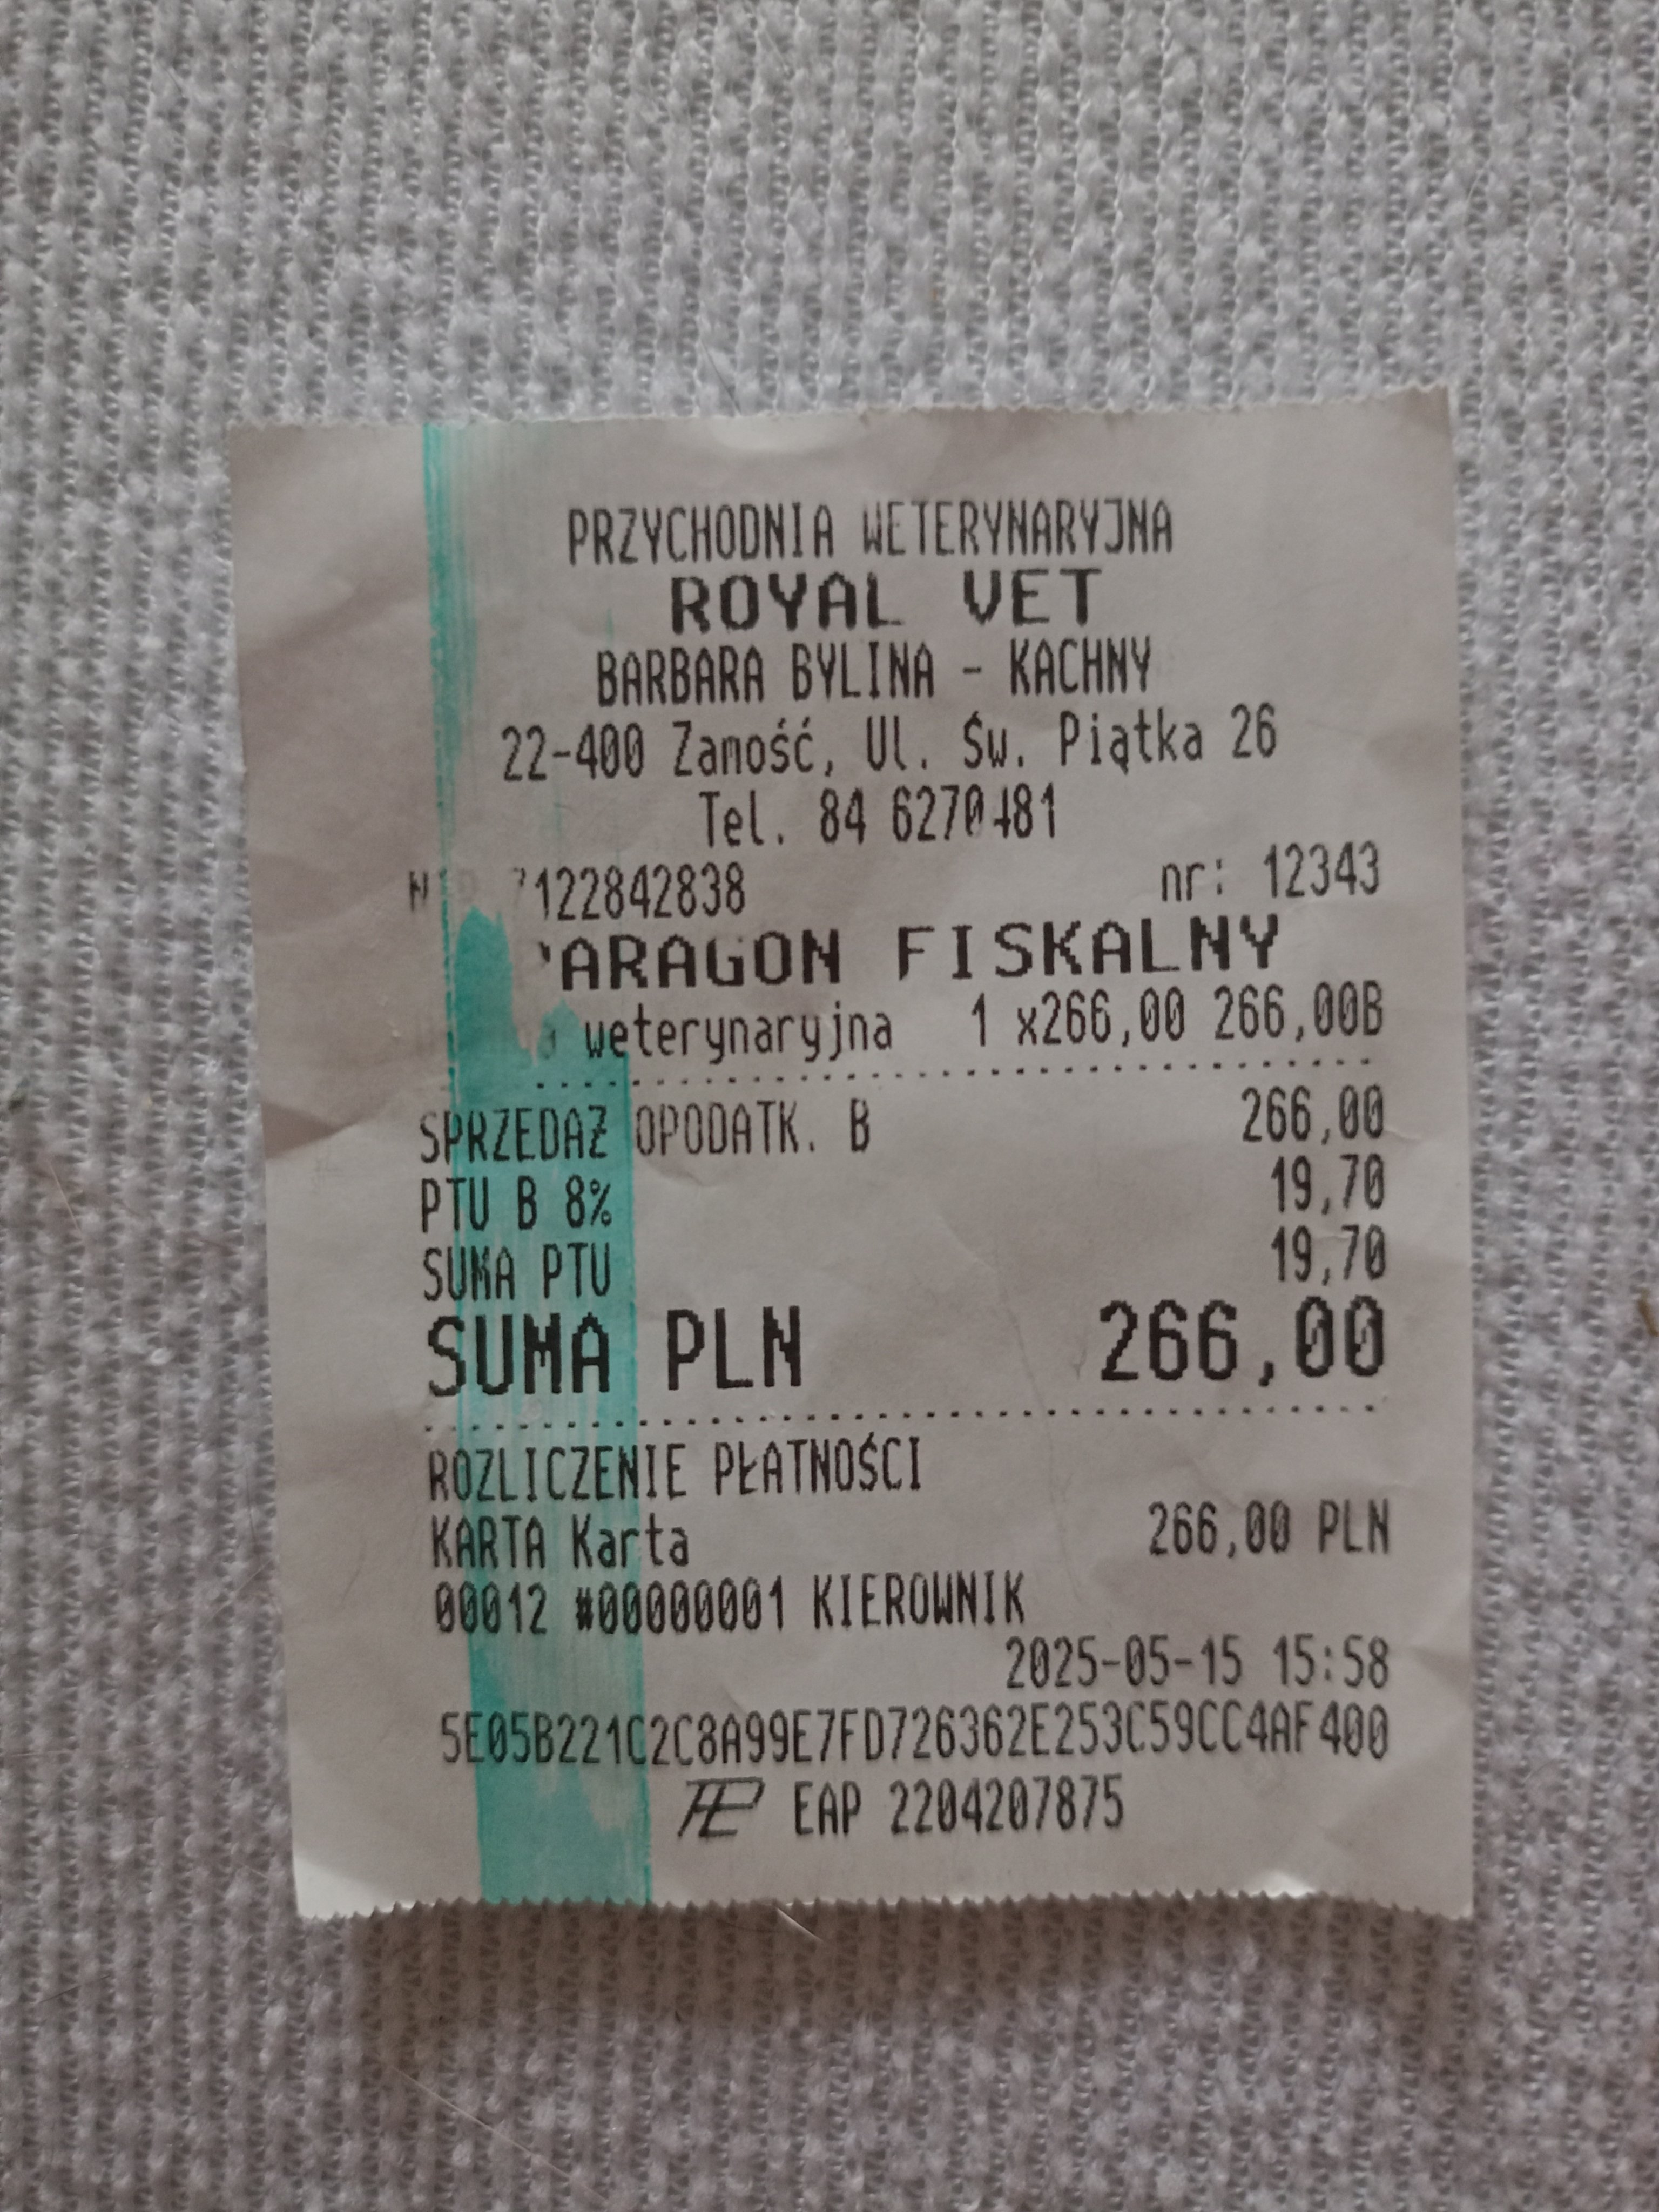 PRZYCHODNIA WETERYNARYJNA
ROYAL VET
BARBARA BYLINA - KACHNY
22-400 Zamość, Ul. Św. Piątka 26
Tel. 84 6270481
7122842838 nr: 12343
PARAGON FISKALNY
weterynaryjna 1 x266,00 266,00B
SPRZEDAŻ OPODATK. B 266,00
PTU B 8% 19,70
SUMA PTU 19,70
SUMA PLN 266,00
ROZLICZENIE PŁATNOŚCI
KARTA Karta 266,00 PLN
00012 #00000001 KIEROWNIK
2025-05-15 15:58
5E05B221C2C8A99E7FD726362E253C59CC4AF400
EAP 2204207875